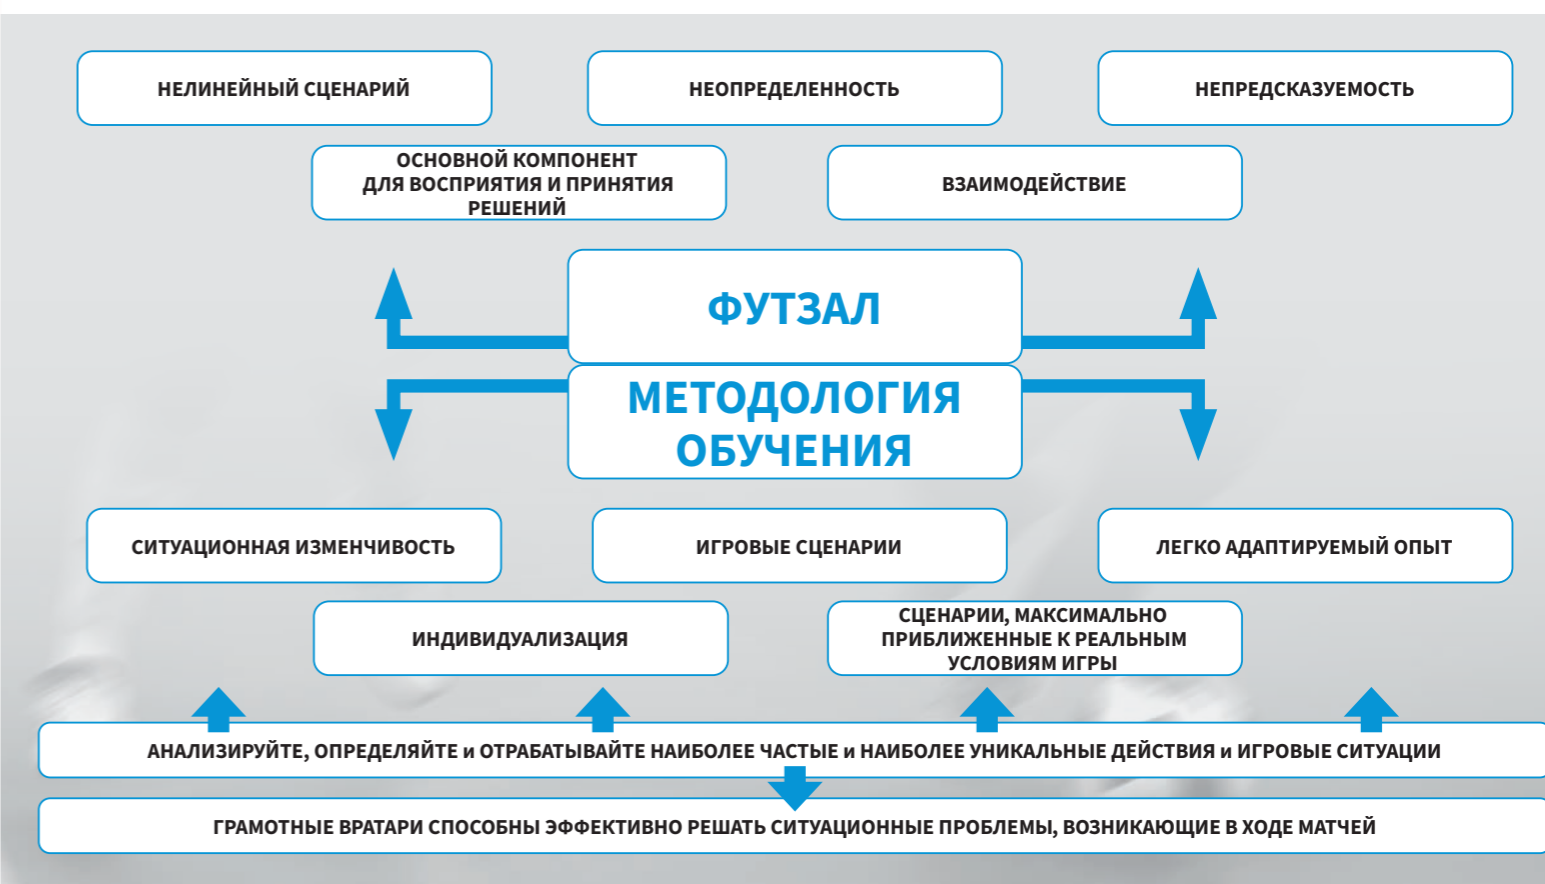 НЕЛИНЕЙНЫЙ СЦЕНАРИЙ
НЕОПРЕДЕЛЕННОСТЬ
НЕПРЕДСКАЗУЕМОСТЬ
ОСНОВНОЙ КОМПОНЕНТ
ДЛЯ ВОСПРИЯТИЯ И ПРИНЯТИЯ
РЕШЕНИЙ
ВЗАИМОДЕЙСТВИЕ
ФУТЗАЛ
МЕТОДОЛОГИЯ
ОБУЧЕНИЯ
СИТУАЦИОННАЯ ИЗМЕНЧИВОСТЬ
ИГРОВЫЕ СЦЕНАРИИ
ЛЕГКО АДАПТИРУЕМЫЙ ОПЫТ
ИНДИВИДУАЛИЗАЦИЯ
СЦЕНАРИИ, МАКСИМАЛЬНО
ПРИБЛИЖЕННЫЕ К РЕАЛЬНЫМ
УСЛОВИЯМ ИГРЫ
АНАЛИЗИРУЙТЕ, ОПРЕДЕЛЯЙТЕ и ОТРАБАТЫВАЙТЕ НАИБОЛЕЕ ЧАСТЫЕ и НАИБОЛЕЕ УНИКАЛЬНЫЕ ДЕЙСТВИЯ и ИГРОВЫЕ СИТУАЦИИ
ГРАМОТНЫЕ ВРАТАРИ СПОСОБНЫ ЭФФЕКТИВНО РЕШАТЬ СИТУАЦИОННЫЕ ПРОБЛЕМЫ, ВОЗНИКАЮЩИЕ В ХОДЕ МАТЧЕЙ